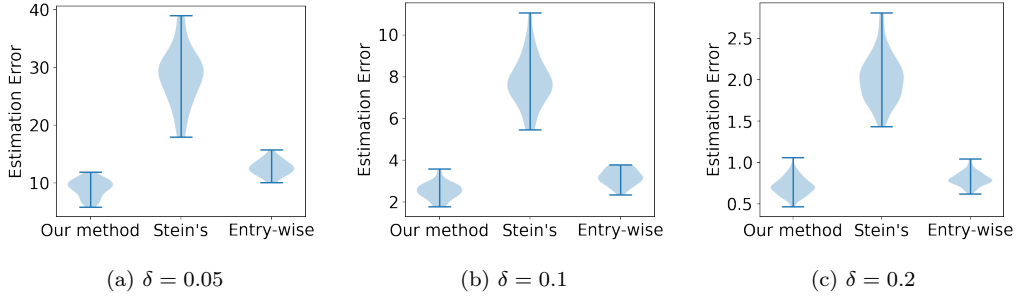 Estimation Error
40
30
20
10
Our method Stein's Entry-wise
(a) δ = 0.05
Estimation Error
10
8
6
4
2
Our method Stein's Entry-wise
(b) δ = 0.1
Estimation Error
2.5
2.0
1.5
1.0
0.5
Our method Stein's Entry-wise
(c) δ = 0.2